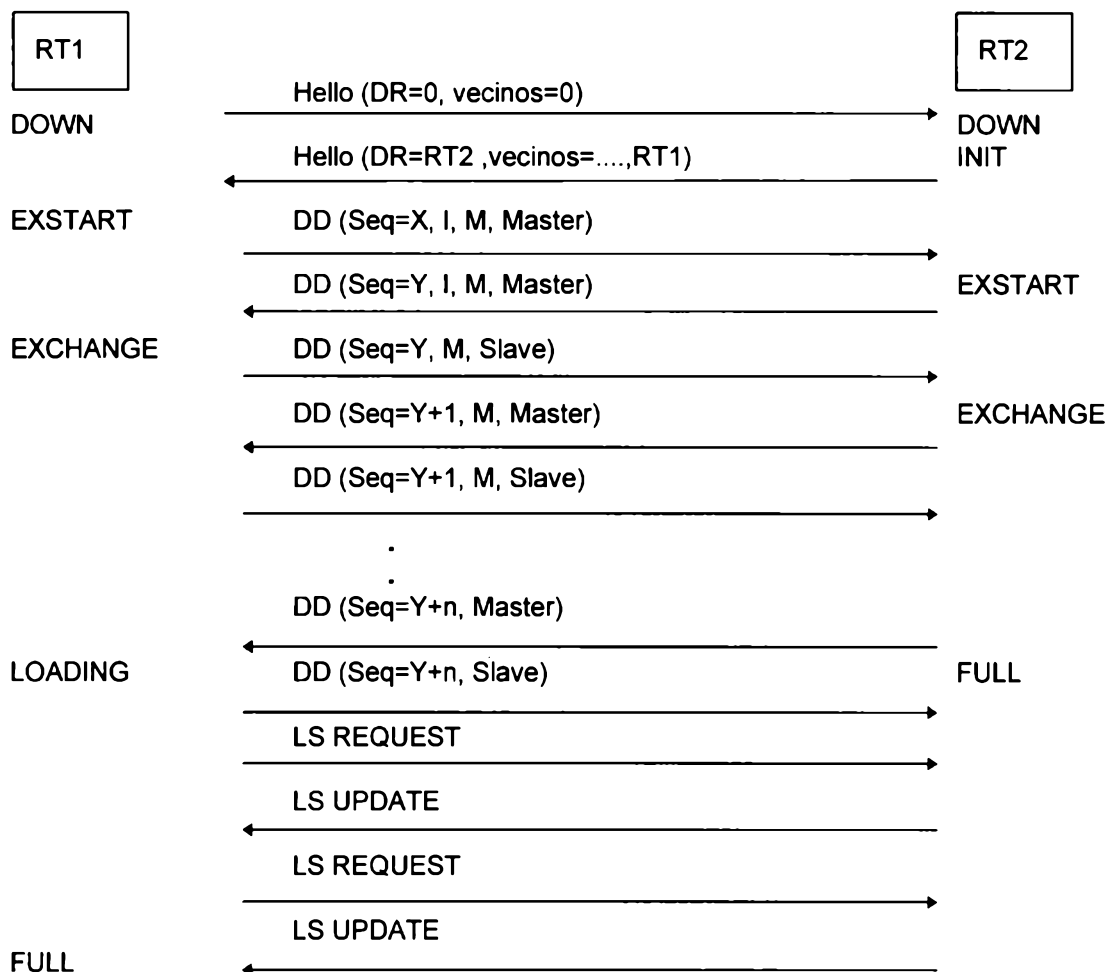 RT1
RT2
Hello (DR=0, vecinos=0)
DOWN
DOWN
Hello (DR=RT2 ,vecinos=....,RT1)
INIT
EXSTART
DD (Seq=X, I, M, Master)
DD (Seq=Y, I, M, Master)
EXSTART
EXCHANGE
DD (Seq=Y, M, Slave)
DD (Seq=Y+1, M, Master)
EXCHANGE
DD (Seq=Y+1, M, Slave)
.
.
DD (Seq=Y+n, Master)
LOADING
DD (Seq=Y+n, Slave)
FULL
LS REQUEST
LS UPDATE
LS REQUEST
LS UPDATE
FULL